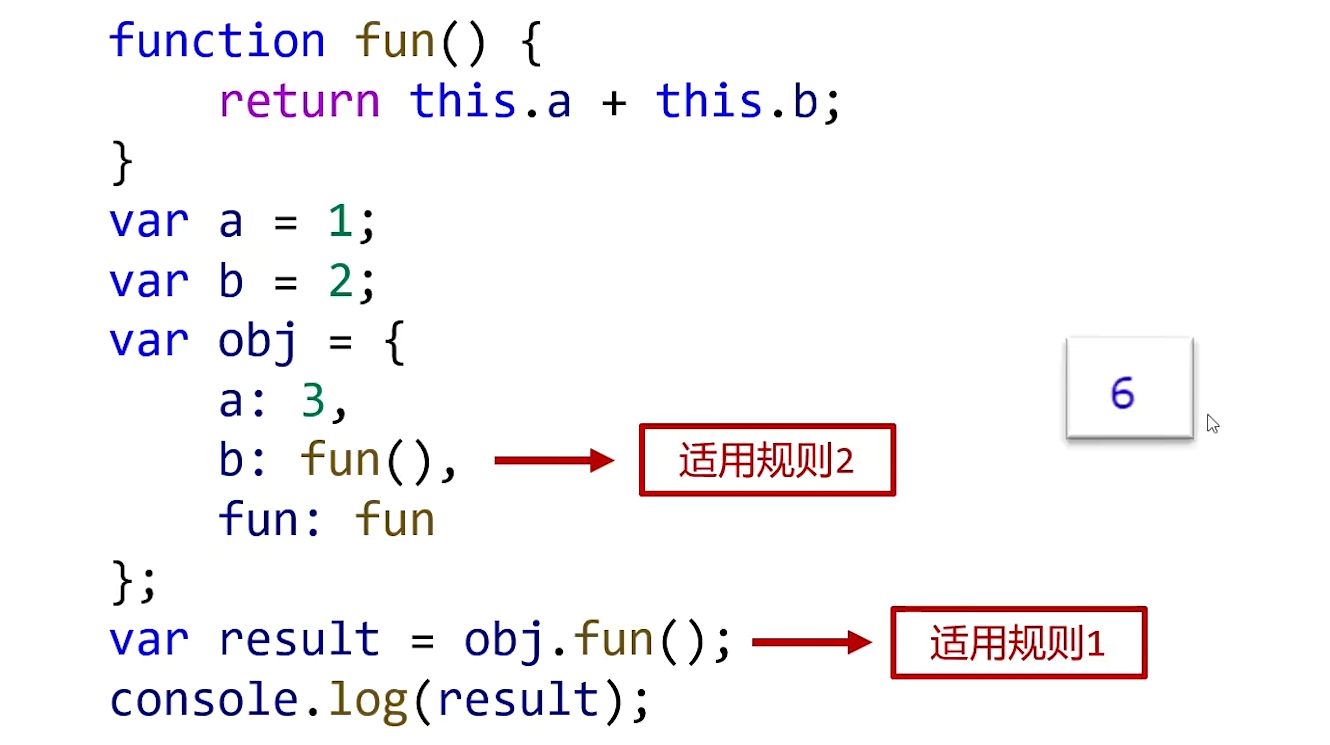 function fun() {
    return this.a + this.b;
}
var a = 1;
var b = 2;
var obj = {
    a: 3,
    b: fun(),
适用规则2
    fun: fun
};
var result = obj.fun();
适用规则1
console.log(result);
6